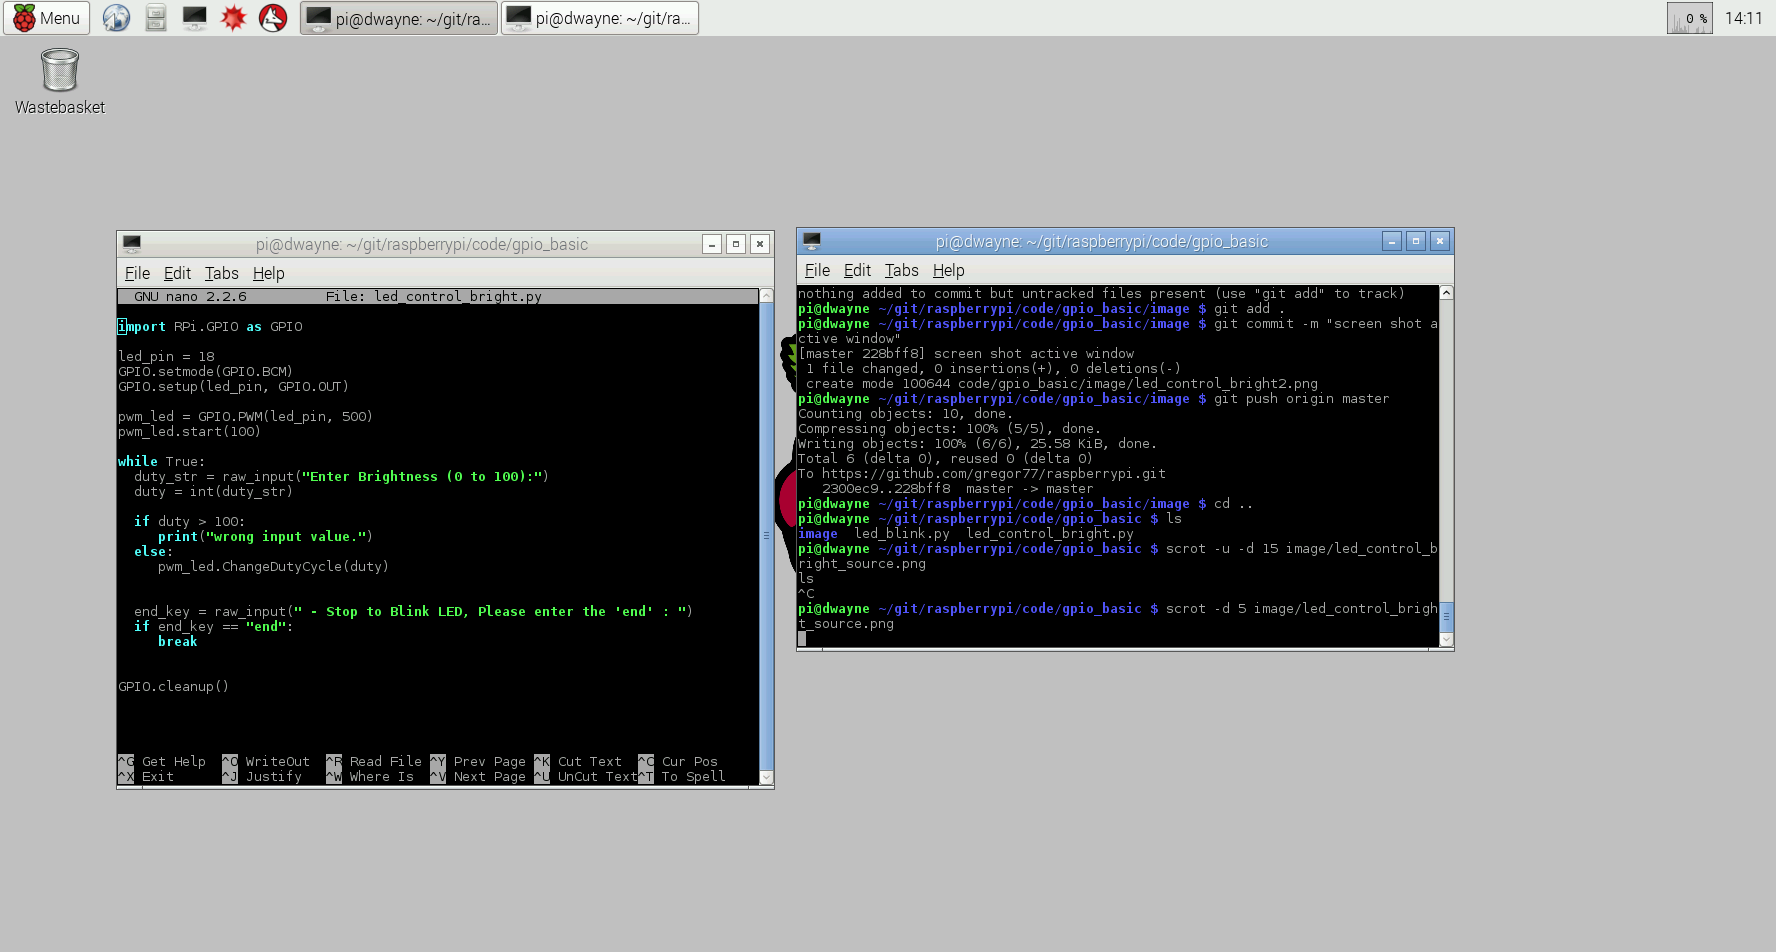 Menu
pi@dwayne: ~/git/ra...
pi@dwayne: ~/git/ra...
0 %
14:11
Wastebasket
pi@dwayne: ~/git/raspberrypi/code/gpio_basic
File Edit Tabs Help
GNU nano 2.2.6 File: led_control_bright.py
import RPi.GPIO as GPIO
led_pin = 18
GPIO.setmode(GPIO.BCM)
GPIO.setup(led_pin, GPIO.OUT)
pwm_led = GPIO.PWM(led_pin, 500)
pwm_led.start(100)
while True:
  duty_str = raw_input("Enter Brightness (0 to 100):")
  duty = int(duty_str)
  if duty > 100:
     print("wrong input value.")
  else:
     pwm_led.ChangeDutyCycle(duty)
  end_key = raw_input(" - Stop to Blink LED, Please enter the 'end' : ")
  if end_key == "end":
     break
GPIO.cleanup()
^G Get Help ^O WriteOut ^R Read File ^Y Prev Page ^K Cut Text ^C Cur Pos
^X Exit ^J Justify ^W Where Is ^V Next Page ^U UnCut Text^T To Spell
pi@dwayne: ~/git/raspberrypi/code/gpio_basic
File Edit Tabs Help
nothing added to commit but untracked files present (use "git add" to track)
pi@dwayne ~/git/raspberrypi/code/gpio_basic/image $ git add .
pi@dwayne ~/git/raspberrypi/code/gpio_basic/image $ git commit -m "screen shot a
ctive window"
[master 228bff8] screen shot active window
 1 file changed, 0 insertions(+), 0 deletions(-)
 create mode 100644 code/gpio_basic/image/led_control_bright2.png
pi@dwayne ~/git/raspberrypi/code/gpio_basic/image $ git push origin master
Counting objects: 10, done.
Compressing objects: 100% (5/5), done.
Writing objects: 100% (6/6), 25.58 KiB, done.
Total 6 (delta 0), reused 0 (delta 0)
To https://github.com/gregor77/raspberrypi.git
   2300ec9..228bff8  master -> master
pi@dwayne ~/git/raspberrypi/code/gpio_basic/image $ cd ..
pi@dwayne ~/git/raspberrypi/code/gpio_basic $ ls
image  led_blink.py  led_control_bright.py
pi@dwayne ~/git/raspberrypi/code/gpio_basic $ scrot -u -d 15 image/led_control_b
right_source.png
ls
^C
pi@dwayne ~/git/raspberrypi/code/gpio_basic $ scrot -d 5 image/led_control_brigh
t_source.png